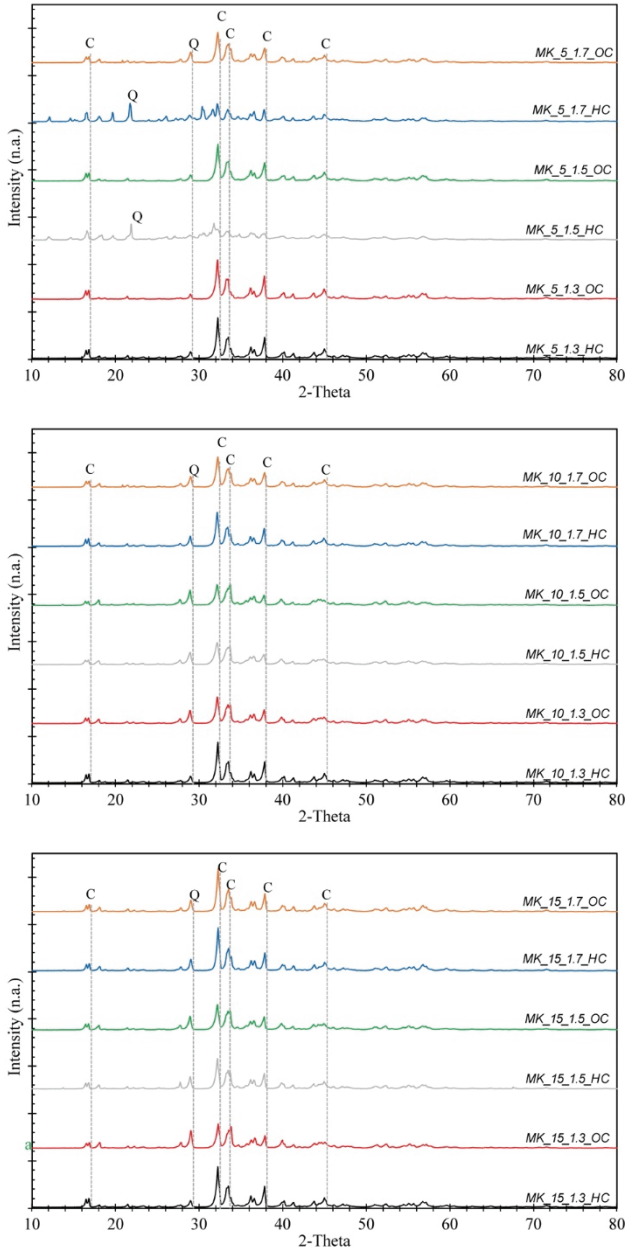 C
C
Q
C
C
C
MK_5_1.7_OC
Q
MK_5_1.7_HC
MK_5_1.5_OC
Q
MK_5_1.5_HC
MK_5_1.3_OC
MK_5_1.3_HC
Intensity (n.a.)
10 20 30 40 50 60 70 80
2-Theta
C
C
Q
C
C
C
MK_10_1.7_OC
MK_10_1.7_HC
MK_10_1.5_OC
MK_10_1.5_HC
MK_10_1.3_OC
MK_10_1.3_HC
Intensity (n.a.)
10 20 30 40 50 60 70 80
2-Theta
C
C
Q
C
C
C
MK_15_1.7_OC
MK_15_1.7_HC
MK_15_1.5_OC
MK_15_1.5_HC
a
MK_15_1.3_OC
MK_15_1.3_HC
Intensity (n.a.)
10 20 30 40 50 60 70 80
2-Theta